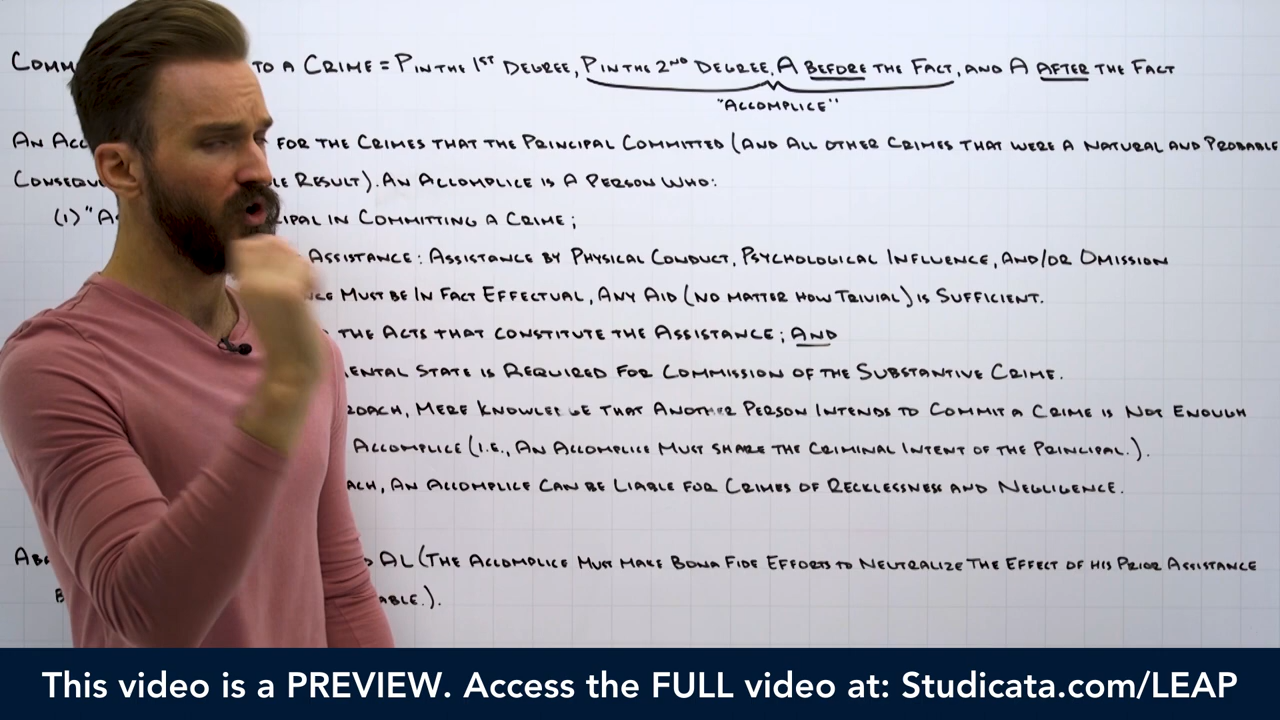 COMM TO A CRIME = P IN THE 1ST DEGREE, P IN THE 2ND DEGREE, A BEFORE THE FACT, AND A AFTER THE FACT
"ACCOMPLICE"
AN ACC FOR THE CRIMES THAT THE PRINCIPAL COMMITTED (AND ALL OTHER CRIMES THAT WERE A NATURAL AND PROBABLE
CONSEQU LE RESULT). AN ACCOMPLICE IS A PERSON WHO:
(1) "A IPAL IN COMMITTING A CRIME;
ASSISTANCE: ASSISTANCE BY PHYSICAL CONDUCT, PSYCHOLOGICAL INFLUENCE, AND/OR OMISSION
NCE MUST BE IN FACT EFFECTUAL, ANY AID (NO MATTER HOW TRIVIAL) IS SUFFICIENT.
THE ACTS THAT CONSTITUTE THE ASSISTANCE; AND
ENTAL STATE IS REQUIRED FOR COMMISSION OF THE SUBSTANTIVE CRIME.
ROACH, MERE KNOWLEDGE THAT ANOTHER PERSON INTENDS TO COMMIT A CRIME IS NOT ENOUGH
ACCOMPLICE (I.E., AN ACCOMPLICE MUST SHARE THE CRIMINAL INTENT OF THE PRINCIPAL.).
ACH, AN ACCOMPLICE CAN BE LIABLE FOR CRIMES OF RECKLESSNESS AND NEGLIGENCE.
AB AL (THE ACCOMPLICE MUST MAKE BONA FIDE EFFORTS TO NEUTRALIZE THE EFFECT OF HIS PRIOR ASSISTANCE
B ABLE.).
This video is a PREVIEW. Access the FULL video at: Studicata.com/LEAP